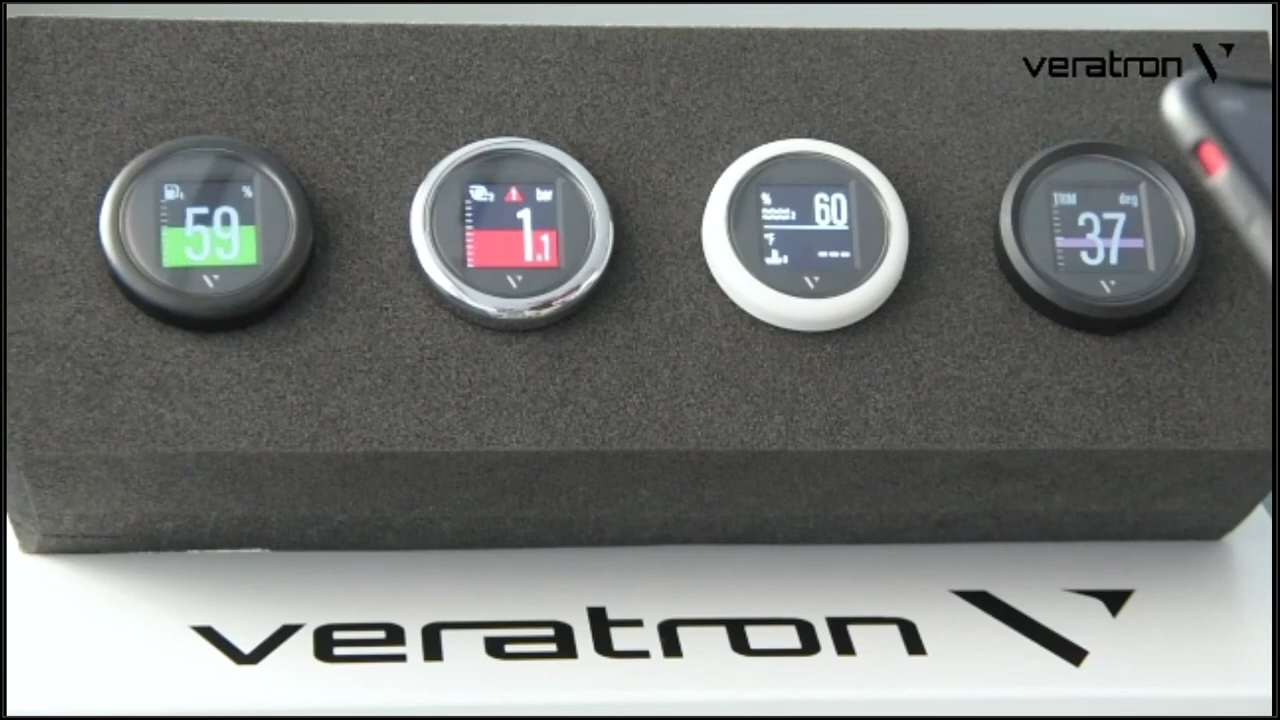 veratron
%
59
bar
1.1
%
60
°F
---
TRIM
deg
37
veratron